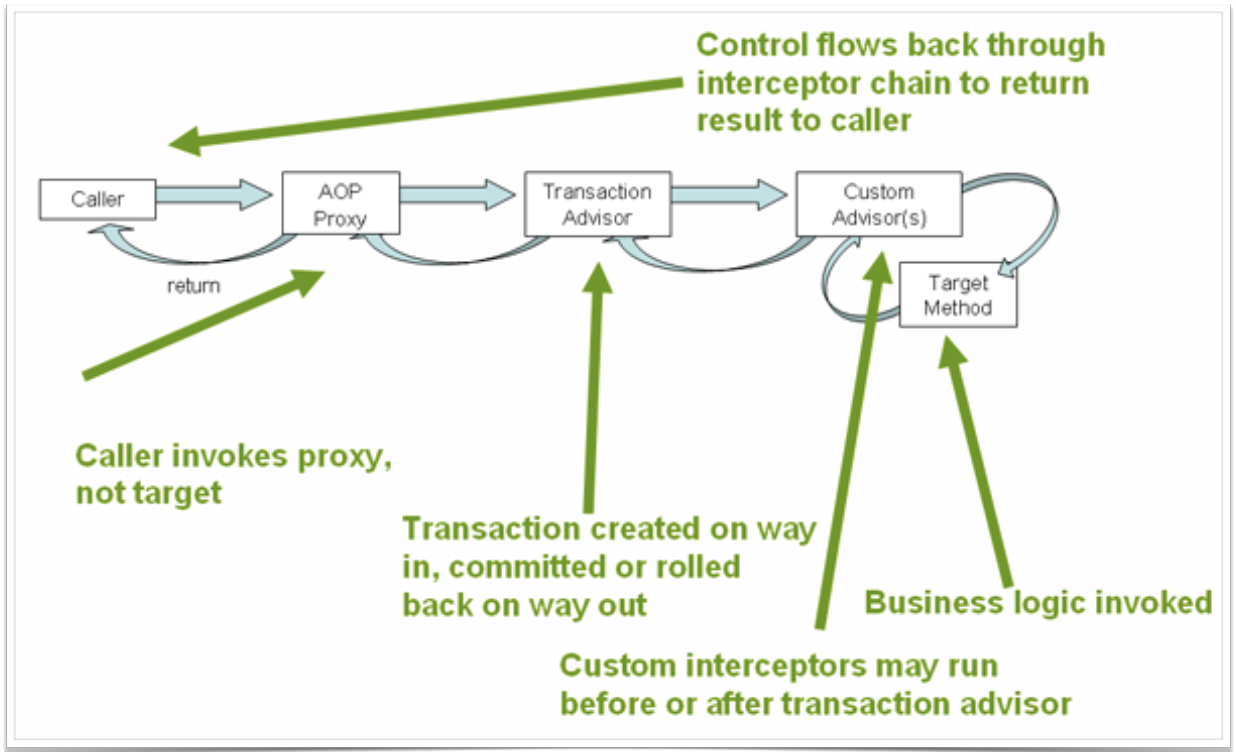 Control flows back through
interceptor chain to return
result to caller
Caller
AOP
Proxy
Transaction
Advisor
Custom
Advisor(s)
return
Target
Method
Caller invokes proxy,
not target
Transaction created on way
in, committed or rolled
back on way out
Business logic invoked
Custom interceptors may run
before or after transaction advisor